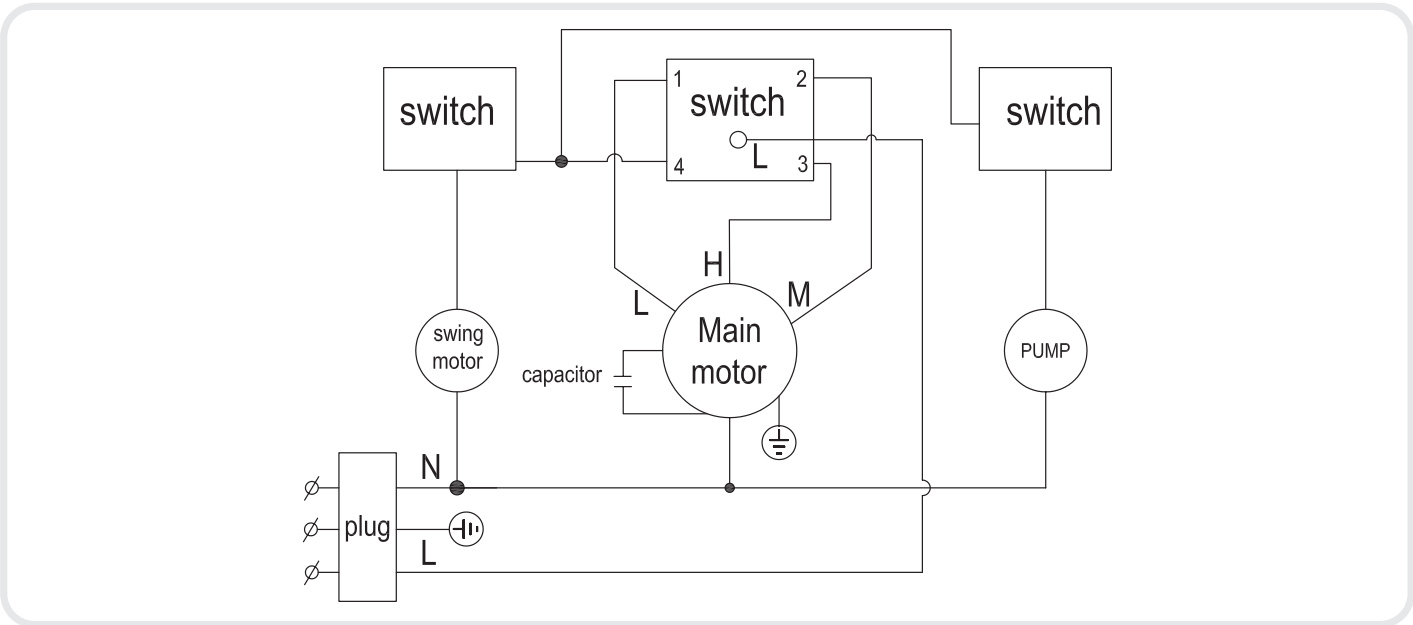 switch
1
2
switch
L
4
3
switch
H
L
M
Main
motor
swing
motor
capacitor
PUMP
N
plug
L